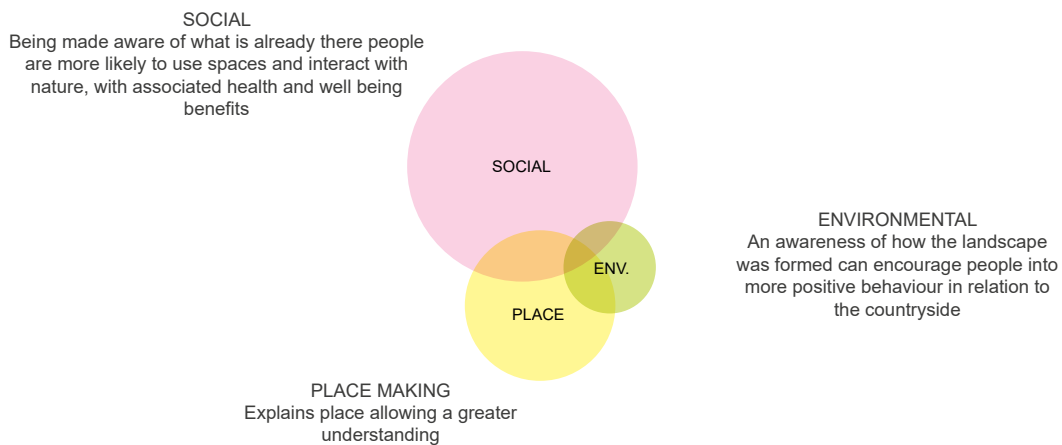 SOCIAL
Being made aware of what is already there people
are more likely to use spaces and interact with
nature, with associated health and well being
benefits
SOCIAL
ENVIRONMENTAL
An awareness of how the landscape
was formed can encourage people into
more positive behaviour in relation to
the countryside
ENV.
PLACE
PLACE MAKING
Explains place allowing a greater
understanding